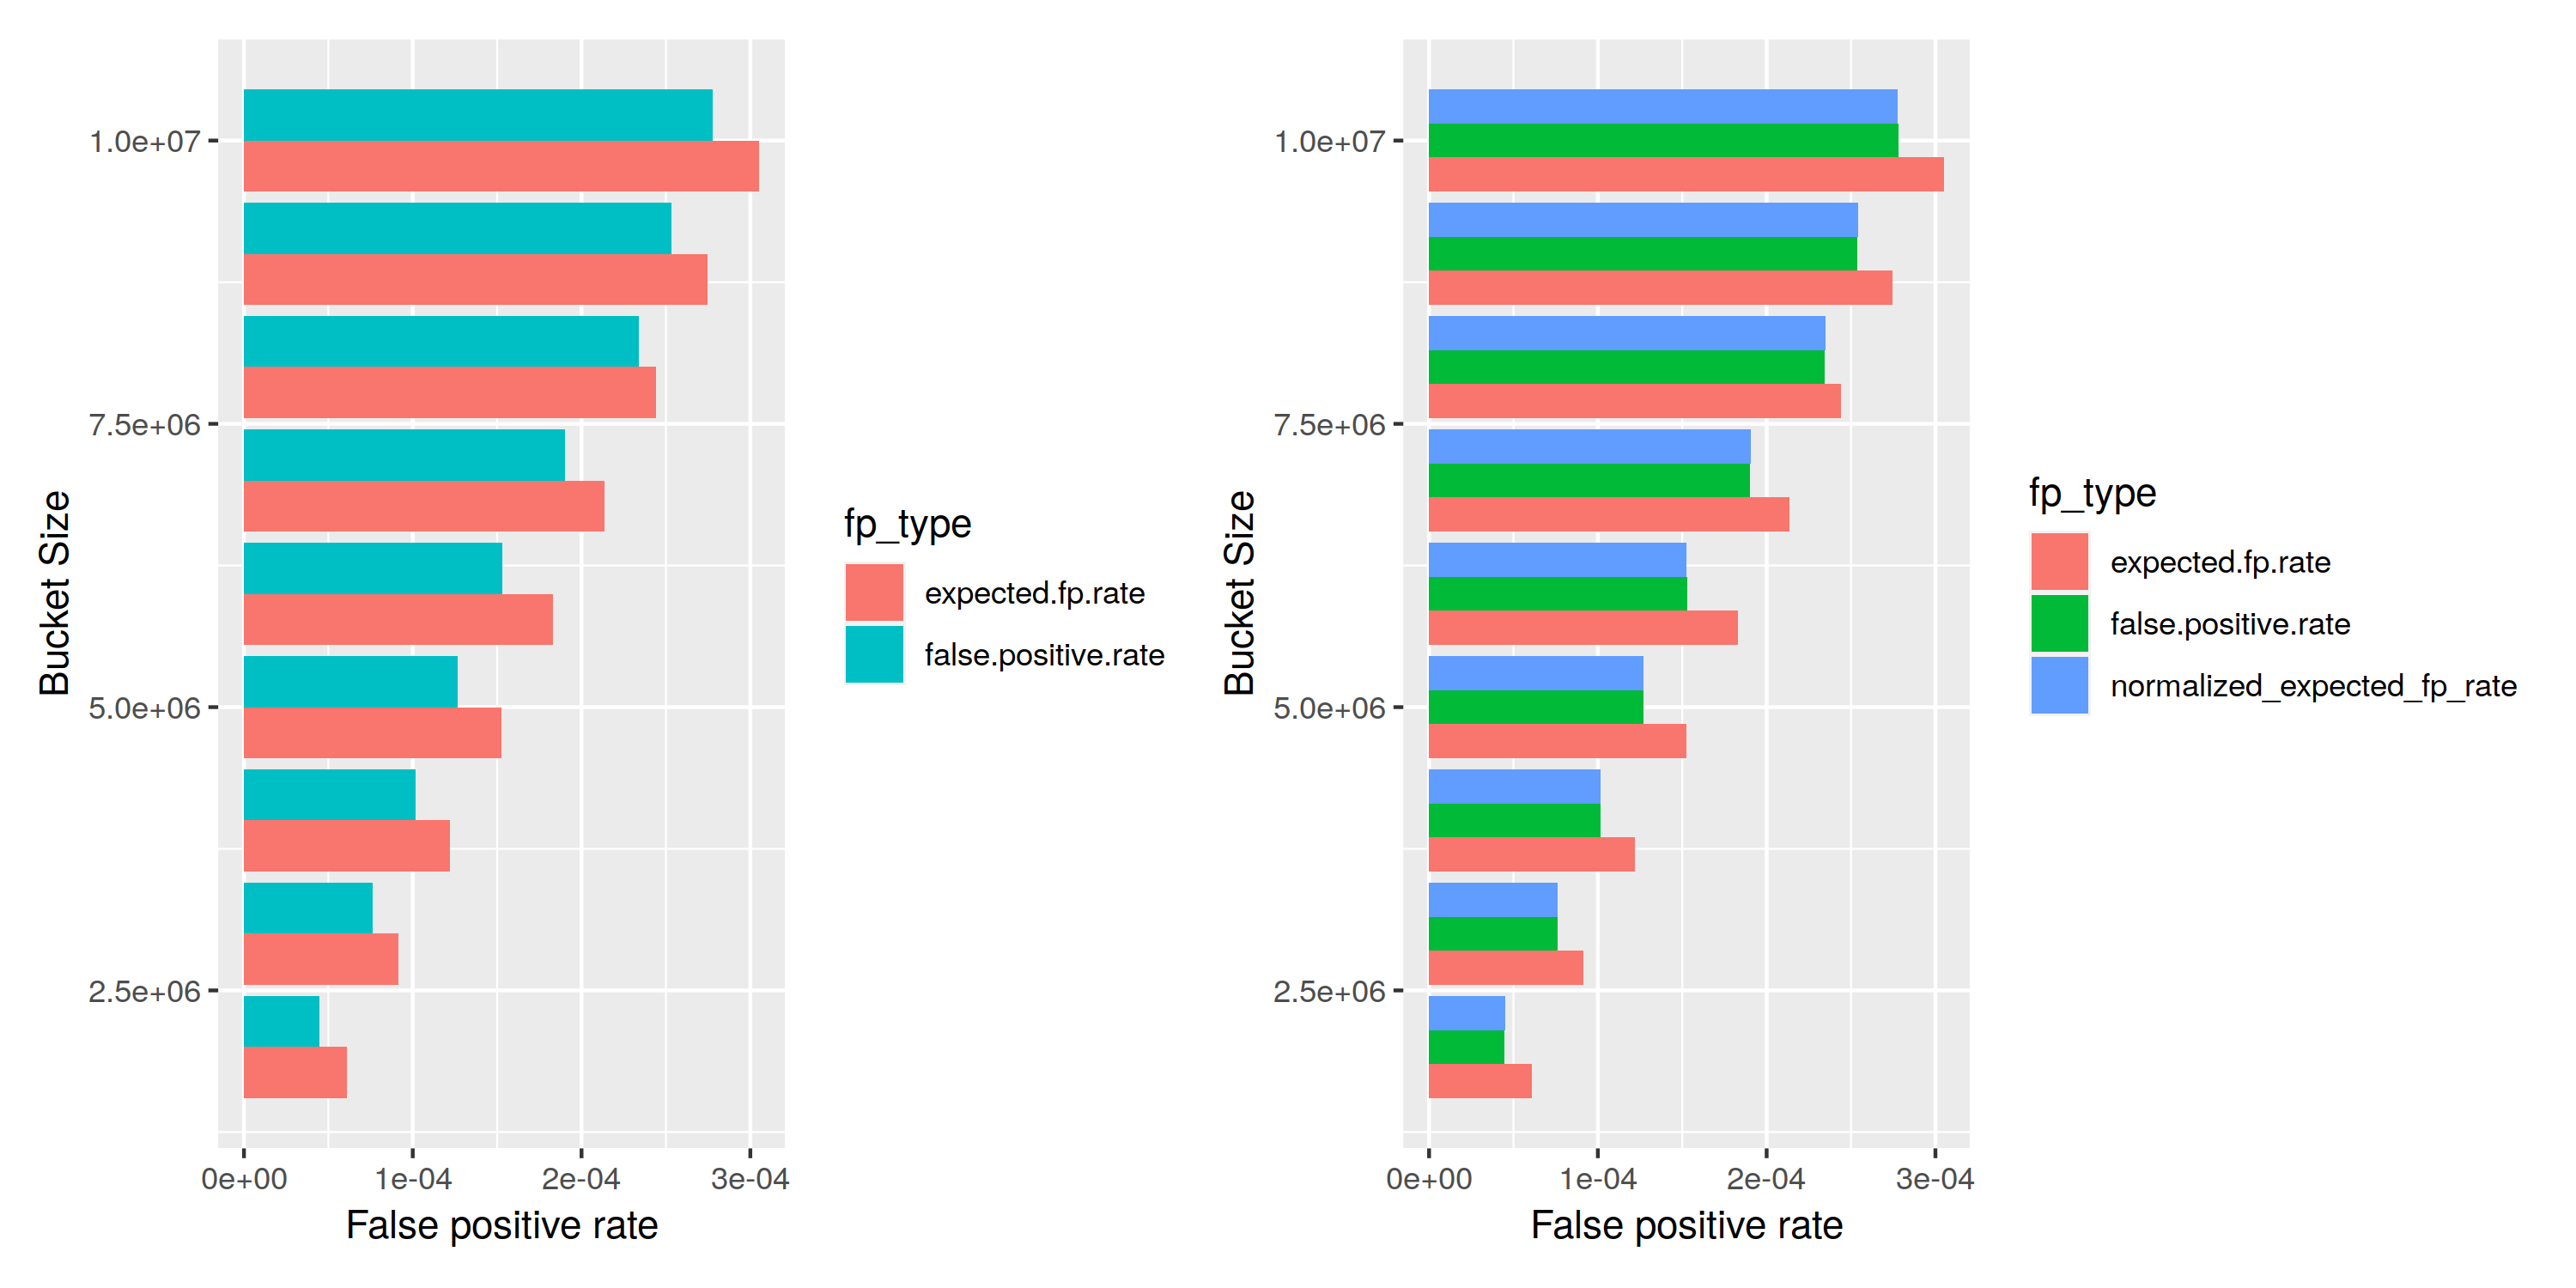 Bucket Size
1.0e+07
7.5e+06
5.0e+06
2.5e+06
0e+00 1e-04 2e-04 3e-04
False positive rate
fp_type
expected.fp.rate
false.positive.rate
Bucket Size
1.0e+07
7.5e+06
5.0e+06
2.5e+06
0e+00 1e-04 2e-04 3e-04
False positive rate
fp_type
expected.fp.rate
false.positive.rate
normalized_expected_fp_rate